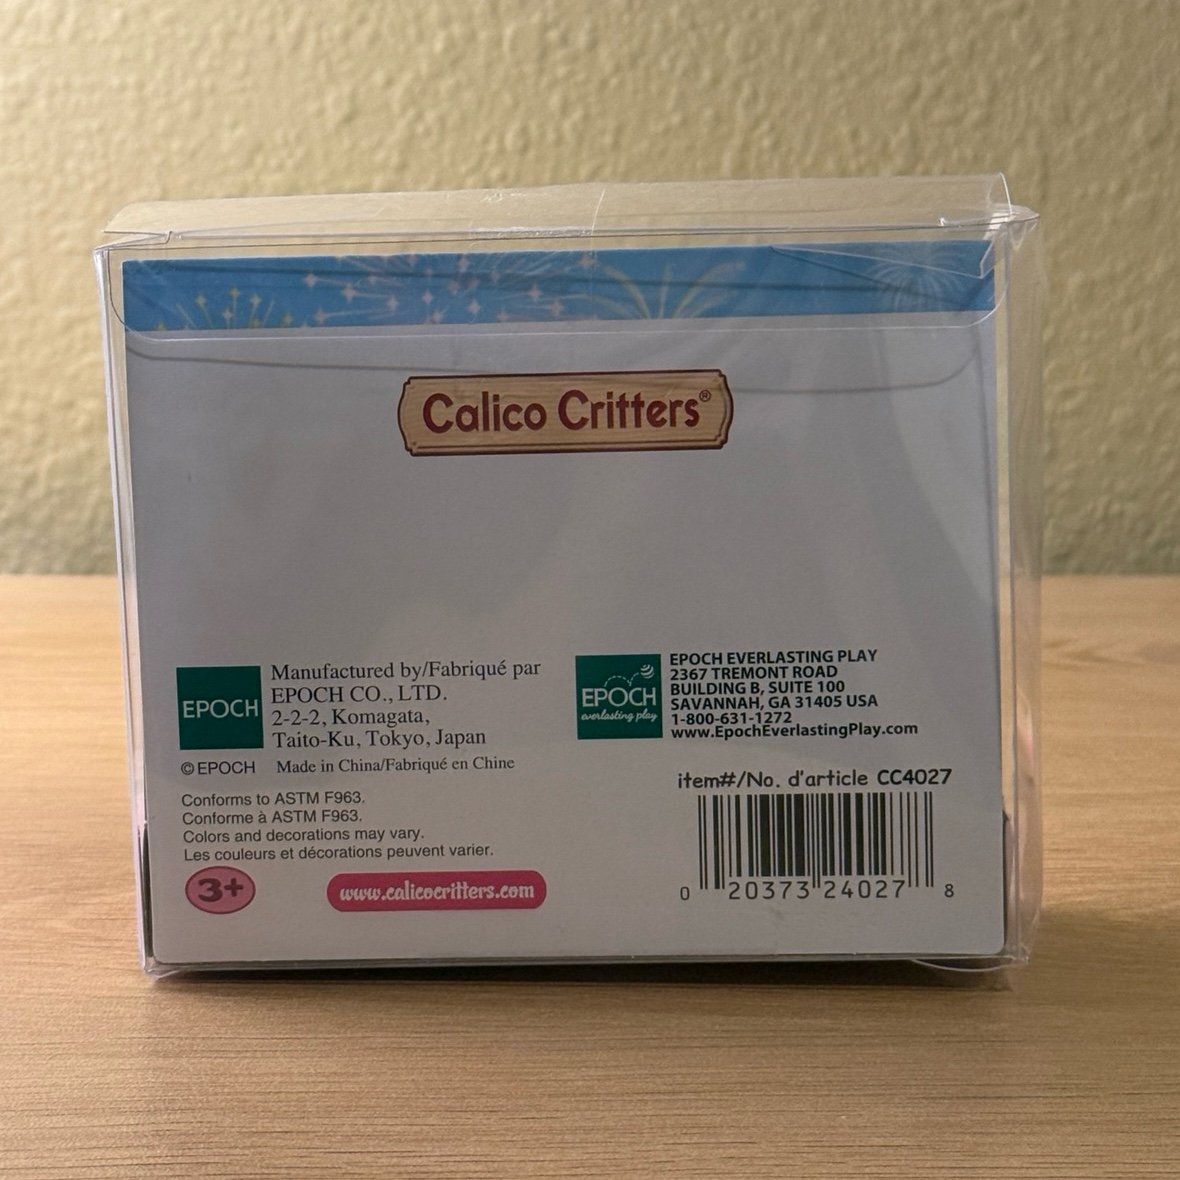 Calico Critters®
EPOCH
Manufactured by/Fabriqué par
EPOCH CO., LTD.
2-2-2, Komagata,
Taito-Ku, Tokyo, Japan
© EPOCH Made in China/Fabriqué en Chine
Conforms to ASTM F963.
Conforme à ASTM F963.
Colors and decorations may vary.
Les couleurs et décorations peuvent varier.
3+
www.calicocritters.com
EPOCH
everlasting play
EPOCH EVERLASTING PLAY
2367 TREMONT ROAD
BUILDING B, SUITE 100
SAVANNAH, GA 31405 USA
1-800-631-1272
www.EpochEverlastingPlay.com
item#/No. d'article CC4027
0 20373 24027 8